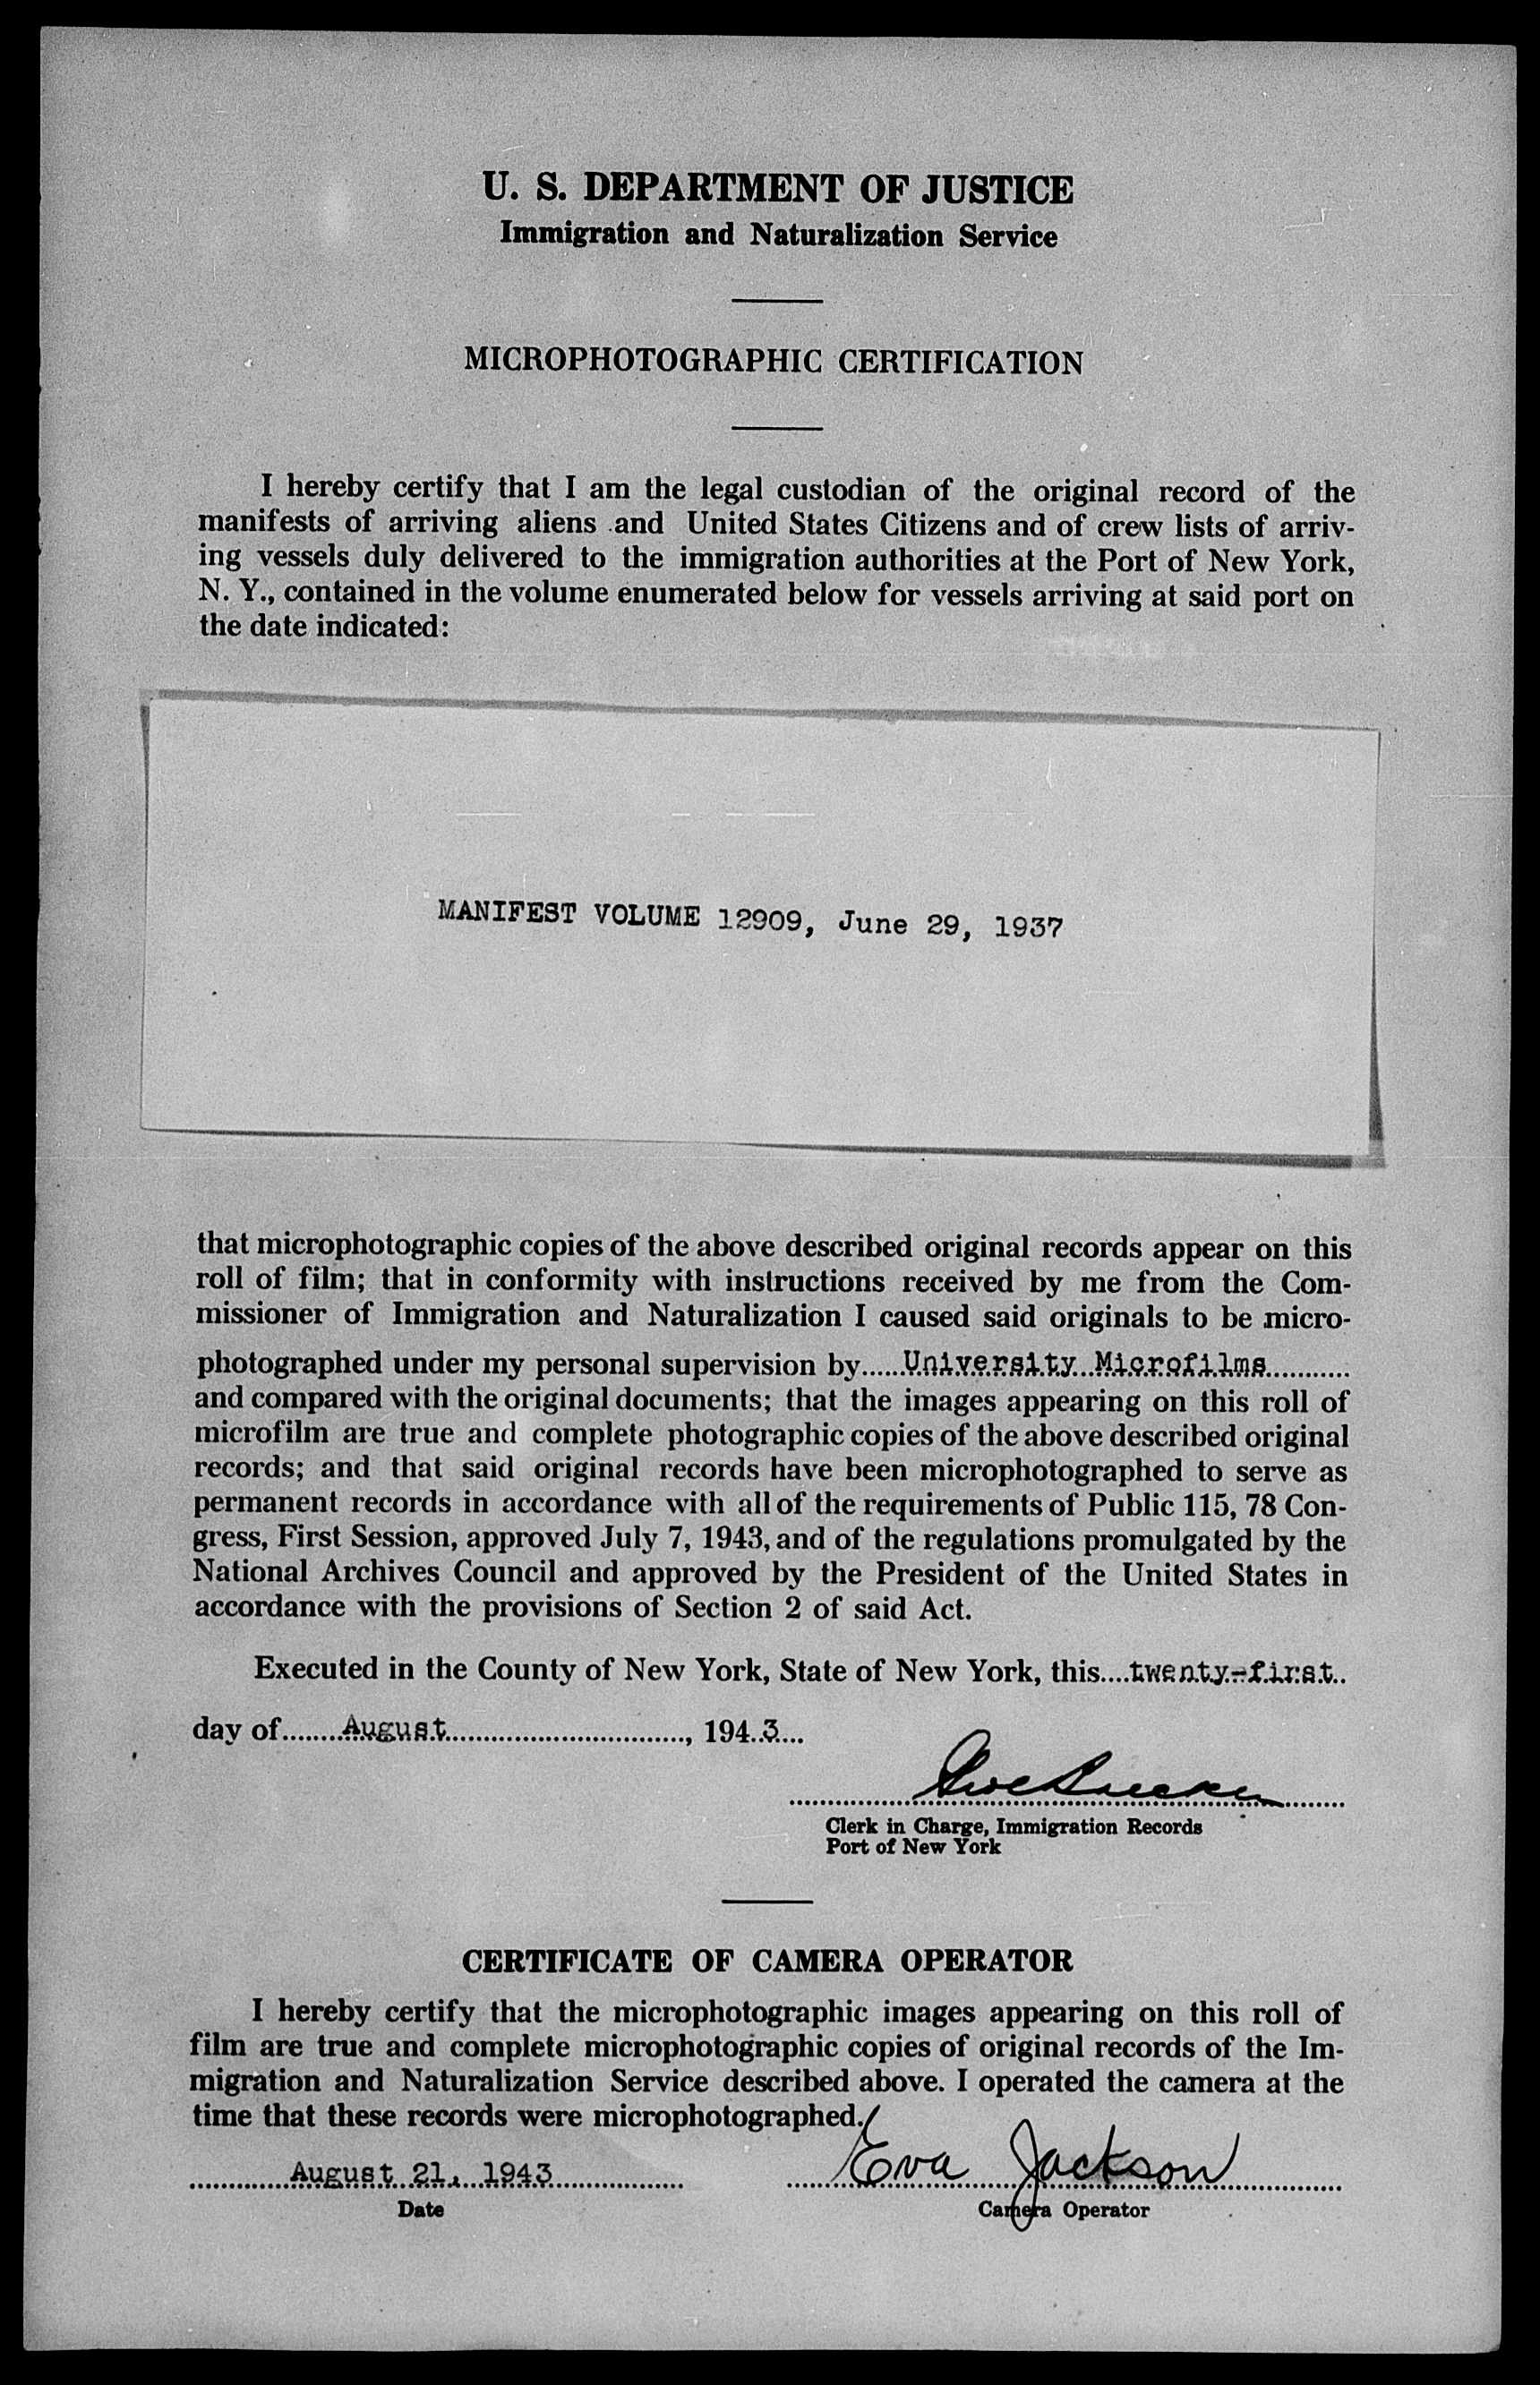 U. S. DEPARTMENT OF JUSTICE
Immigration and Naturalization Service
MICROPHOTOGRAPHIC CERTIFICATION
I hereby certify that I am the legal custodian of the original record of the
manifests of arriving aliens and United States Citizens and of crew lists of arriv-
ing vessels duly delivered to the immigration authorities at the Port of New York,
N. Y., contained in the volume enumerated below for vessels arriving at said port on
the date indicated:
MANIFEST VOLUME 12909, June 29, 1937
that microphotographic copies of the above described original records appear on this
roll of film; that in conformity with instructions received by me from the Com-
missioner of Immigration and Naturalization I caused said originals to be micro-
photographed under my personal supervision by.....University Microfilms...........
and compared with the original documents; that the images appearing on this roll of
microfilm are true and complete photographic copies of the above described original
records; and that said original records have been microphotographed to serve as
permanent records in accordance with all of the requirements of Public 115, 78 Con-
gress, First Session, approved July 7, 1943, and of the regulations promulgated by the
National Archives Council and approved by the President of the United States in
accordance with the provisions of Section 2 of said Act.
Executed in the County of New York, State of New York, this....twenty-first..
day of.......August..............................., 194..3....
Clerk in Charge, Immigration Records
Port of New York
CERTIFICATE OF CAMERA OPERATOR
I hereby certify that the microphotographic images appearing on this roll of
film are true and complete microphotographic copies of original records of the Im-
migration and Naturalization Service described above. I operated the camera at the
time that these records were microphotographed.
August 21, 1943 Eva Jackson
Date Camera Operator